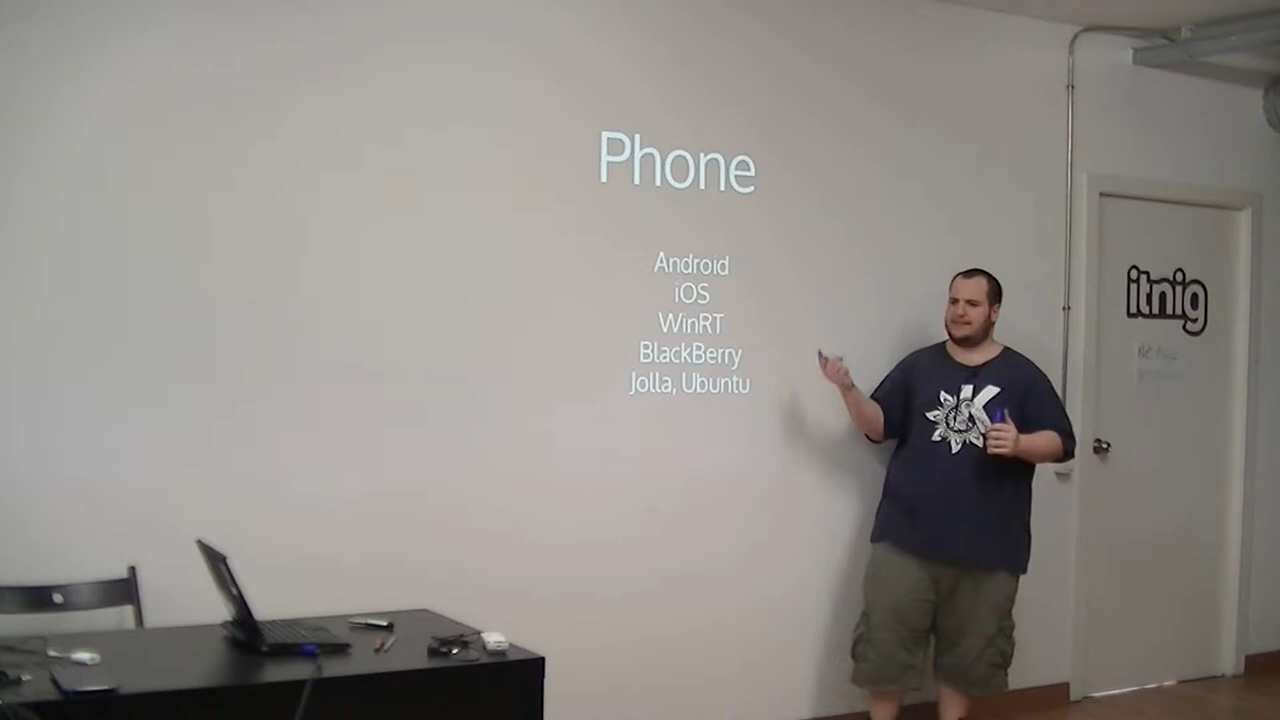 Phone
Android
iOS
WinRT
BlackBerry
Jolla, Ubuntu
itnig
K